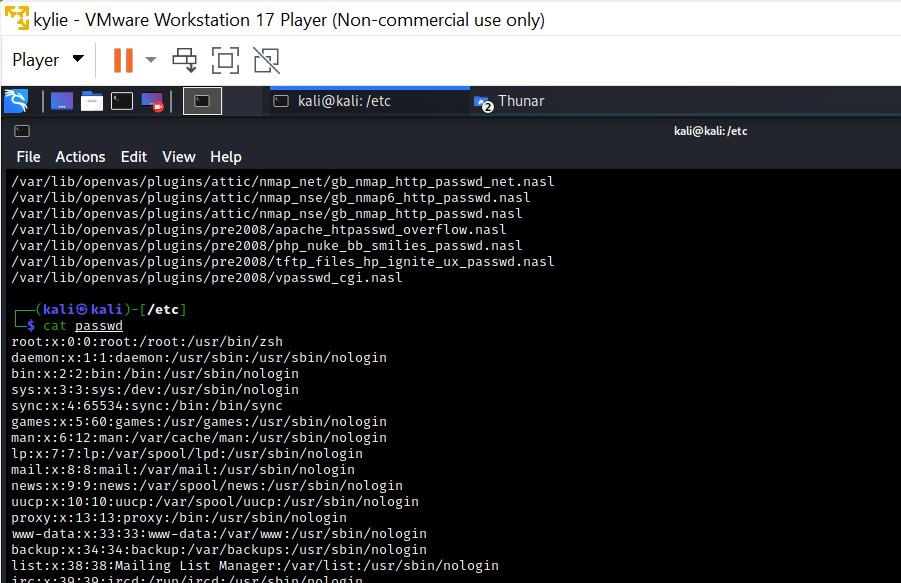 kylie - VMware Workstation 17 Player (Non-commercial use only)
Player
kali@kali: /etc
2
Thunar
kali@kali: /etc
File Actions Edit View Help
/var/lib/openvas/plugins/attic/nmap_net/gb_nmap_http_passwd_net.nasl
/var/lib/openvas/plugins/attic/nmap_nse/gb_nmap6_http_passwd.nasl
/var/lib/openvas/plugins/attic/nmap_nse/gb_nmap_http_passwd.nasl
/var/lib/openvas/plugins/pre2008/apache_htpasswd_overflow.nasl
/var/lib/openvas/plugins/pre2008/php_nuke_bb_smilies_passwd.nasl
/var/lib/openvas/plugins/pre2008/tftp_files_hp_ignite_ux_passwd.nasl
/var/lib/openvas/plugins/pre2008/vpasswd_cgi.nasl
┌──(kali㉿kali)-[/etc]
└─$ cat passwd
root:x:0:0:root:/root:/usr/bin/zsh
daemon:x:1:1:daemon:/usr/sbin:/usr/sbin/nologin
bin:x:2:2:bin:/bin:/usr/sbin/nologin
sys:x:3:3:sys:/dev:/usr/sbin/nologin
sync:x:4:65534:sync:/bin:/bin/sync
games:x:5:60:games:/usr/games:/usr/sbin/nologin
man:x:6:12:man:/var/cache/man:/usr/sbin/nologin
lp:x:7:7:lp:/var/spool/lpd:/usr/sbin/nologin
mail:x:8:8:mail:/var/mail:/usr/sbin/nologin
news:x:9:9:news:/var/spool/news:/usr/sbin/nologin
uucp:x:10:10:uucp:/var/spool/uucp:/usr/sbin/nologin
proxy:x:13:13:proxy:/bin:/usr/sbin/nologin
www-data:x:33:33:www-data:/var/www:/usr/sbin/nologin
backup:x:34:34:backup:/var/backups:/usr/sbin/nologin
list:x:38:38:Mailing List Manager:/var/list:/usr/sbin/nologin
irc:x:39:39:ircd:/run/ircd:/usr/sbin/nologin